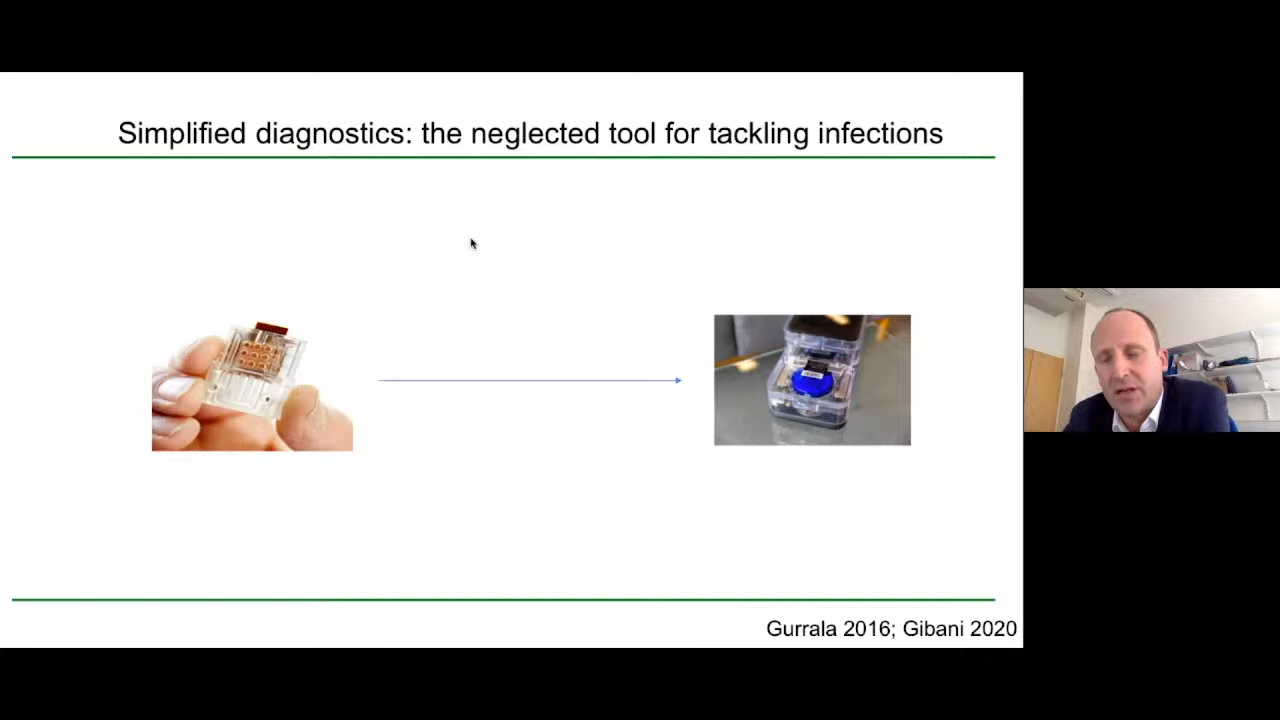 Simplified diagnostics: the neglected tool for tackling infections
Gurrala 2016; Gibani 2020